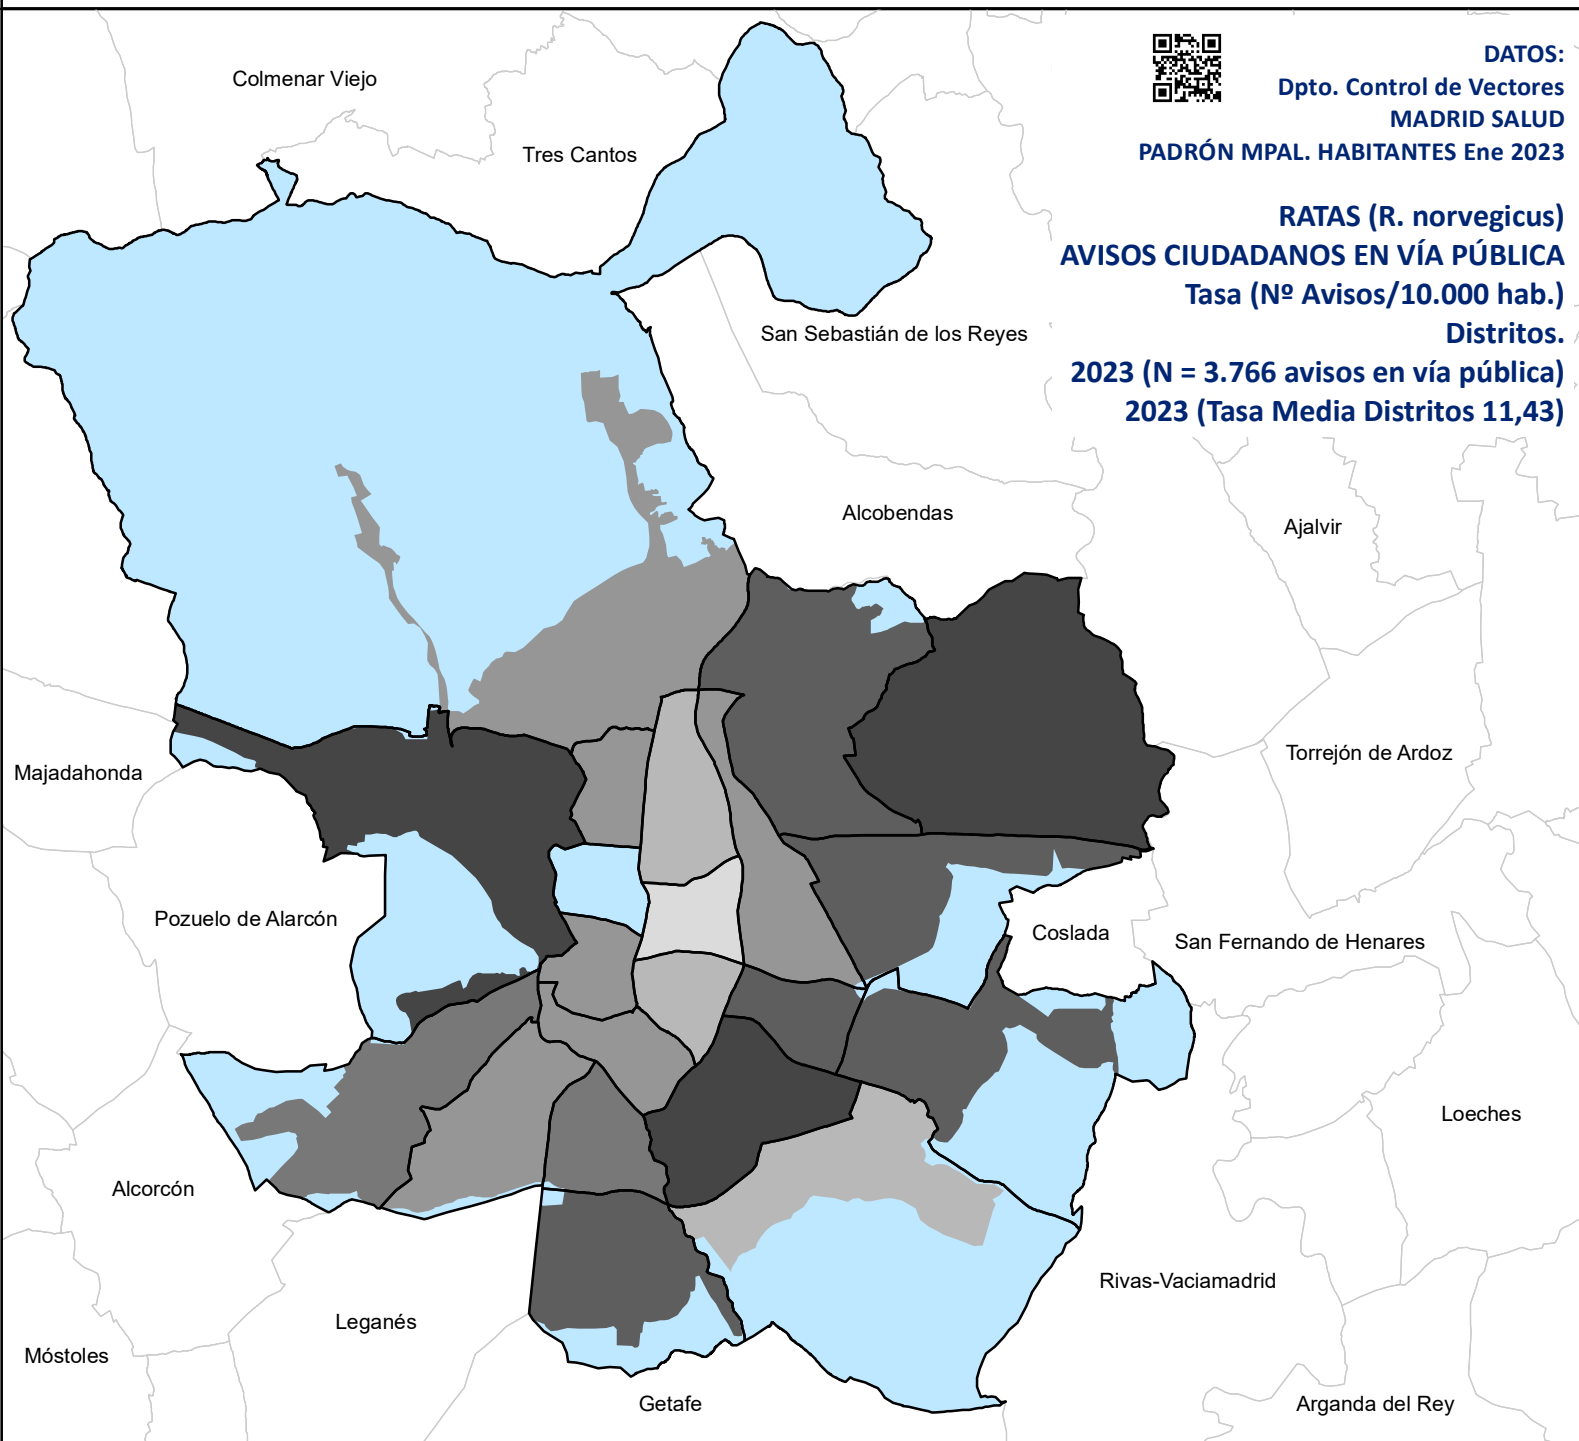 DATOS:
Dpto. Control de Vectores
MADRID SALUD
PADRÓN MPAL. HABITANTES Ene 2023
RATAS (R. norvegicus)
AVISOS CIUDADANOS EN VÍA PÚBLICA
Tasa (Nº Avisos/10.000 hab.)
Distritos.
2023 (N = 3.766 avisos en vía pública)
2023 (Tasa Media Distritos 11,43)
Colmenar Viejo
Tres Cantos
San Sebastián de los Reyes
Alcobendas
Ajalvir
Majadahonda
Torrejón de Ardoz
Pozuelo de Alarcón
Coslada
San Fernando de Henares
Loeches
Alcorcón
Rivas-Vaciamadrid
Leganés
Móstoles
Getafe
Arganda del Rey